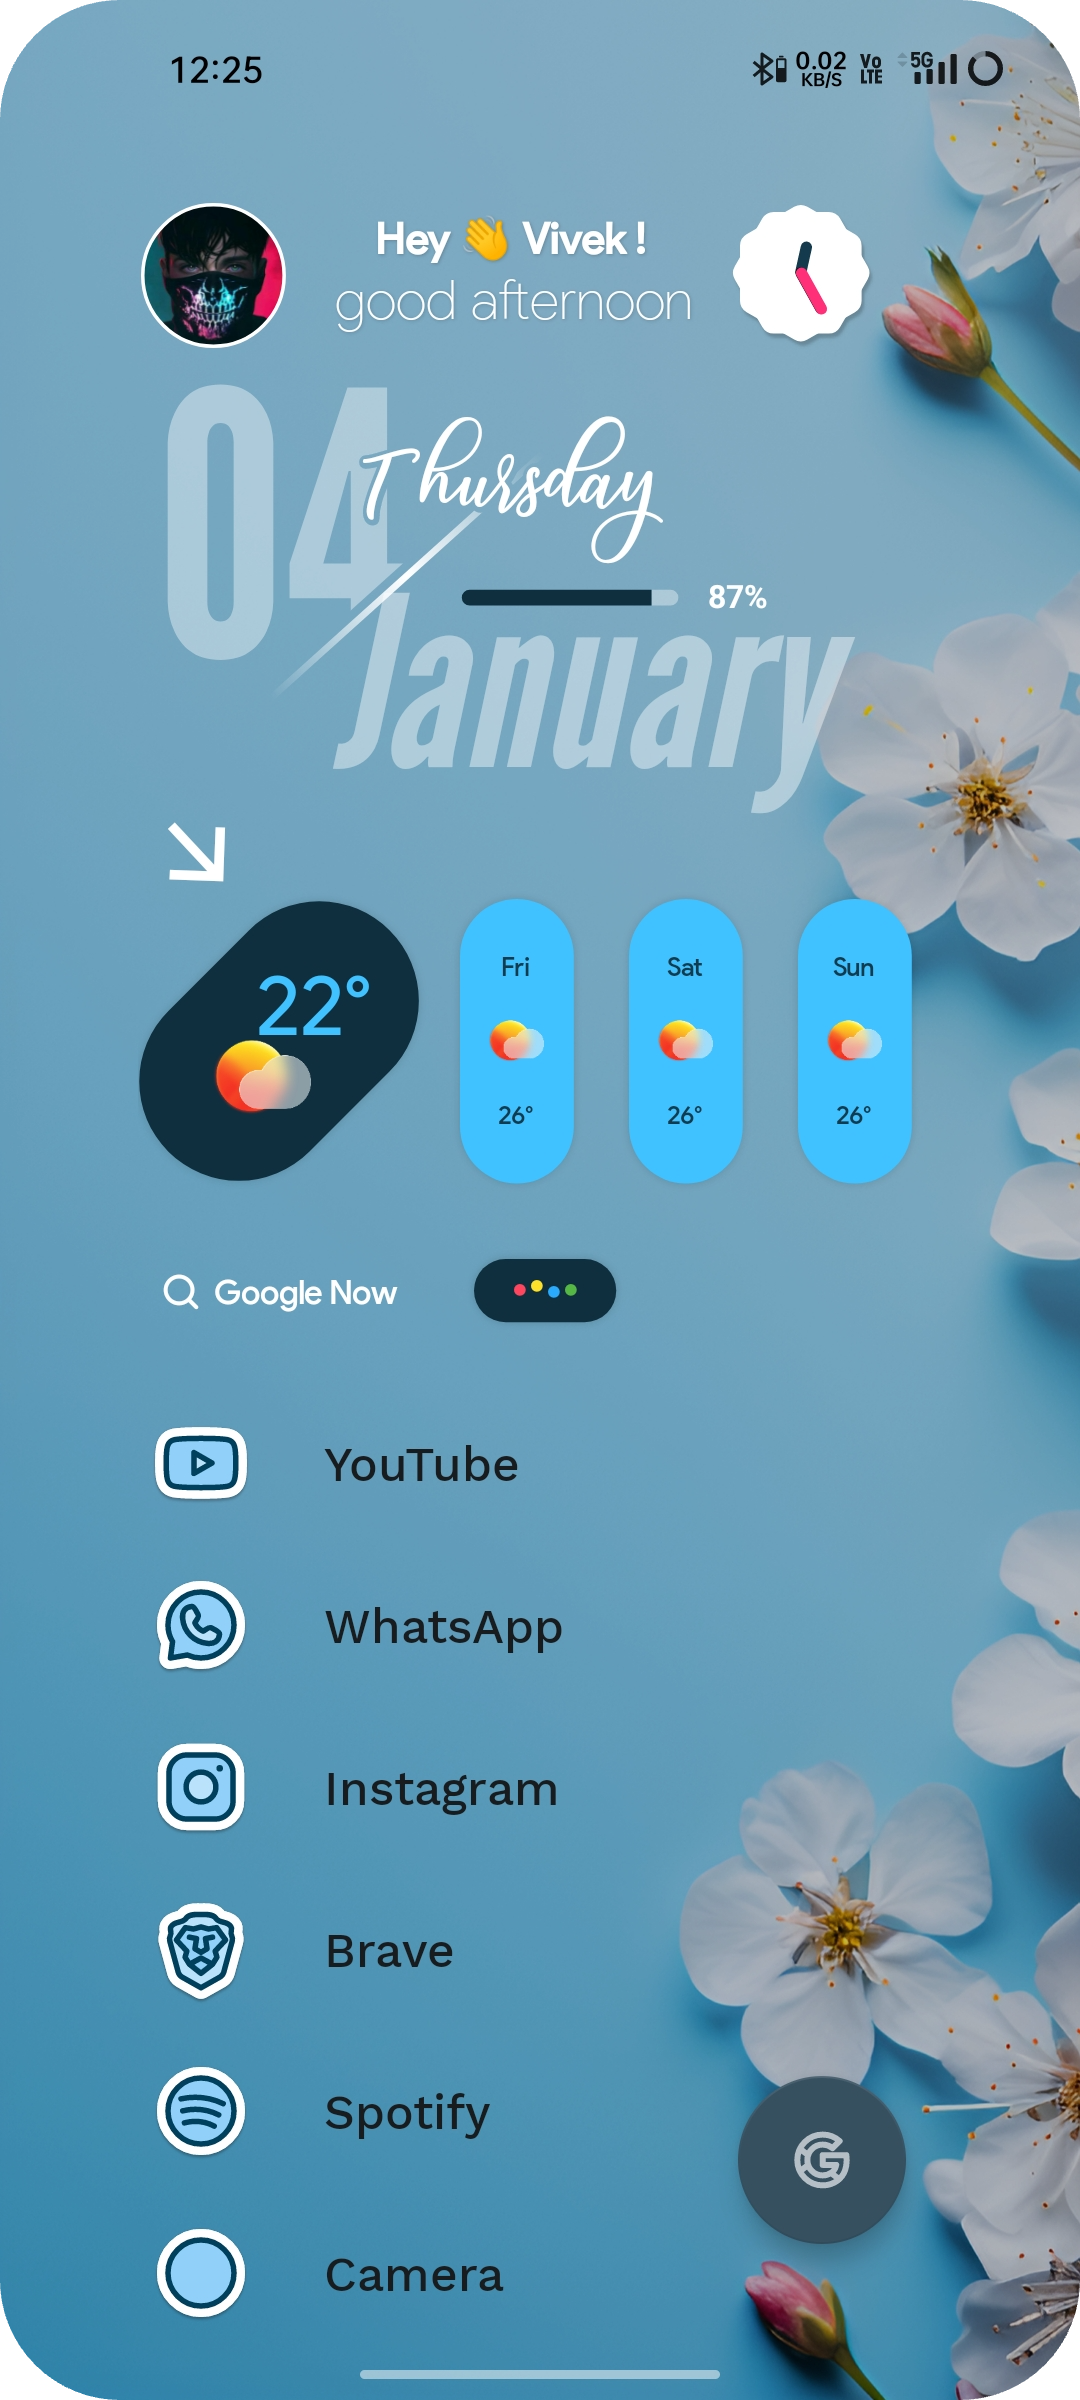 12:25
0.02
KB/S
Vo
LTE
5G
Hey 👋 Vivek !
good afternoon
04
Thursday
87%
January
22°
Fri
Sat
Sun
26°
26°
26°
Google Now
YouTube
WhatsApp
Instagram
Brave
Spotify
Camera